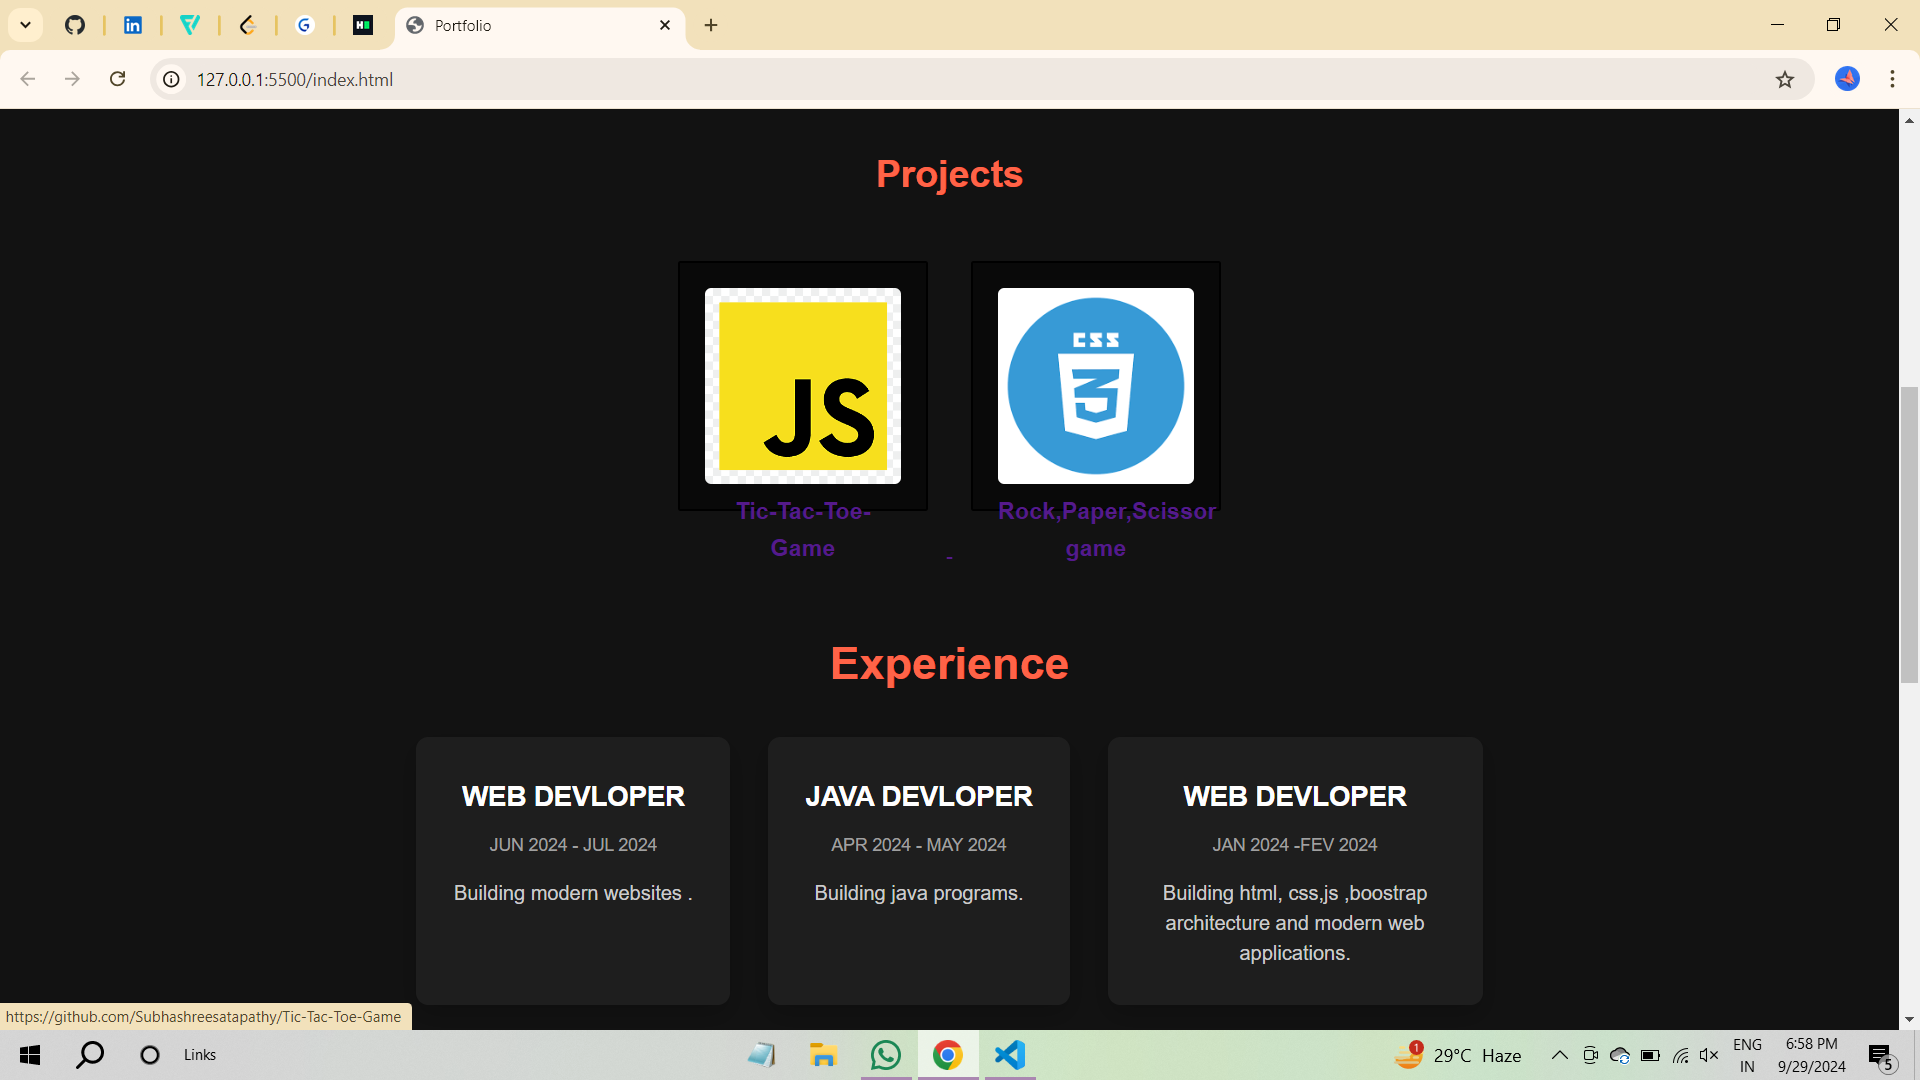 Portfolio
127.0.0.1:5500/index.html
Projects
JS
CSS
Tic-Tac-Toe-
Game
-
Rock,Paper,Scissor
game
Experience
WEB DEVLOPER
JUN 2024 - JUL 2024
Building modern websites .
JAVA DEVLOPER
APR 2024 - MAY 2024
Building java programs.
WEB DEVLOPER
JAN 2024 -FEV 2024
Building html, css,js ,boostrap
architecture and modern web
applications.
https://github.com/Subhashreesatapathy/Tic-Tac-Toe-Game
Links
1
29°C Haze
ENG
IN
6:58 PM
9/29/2024
5